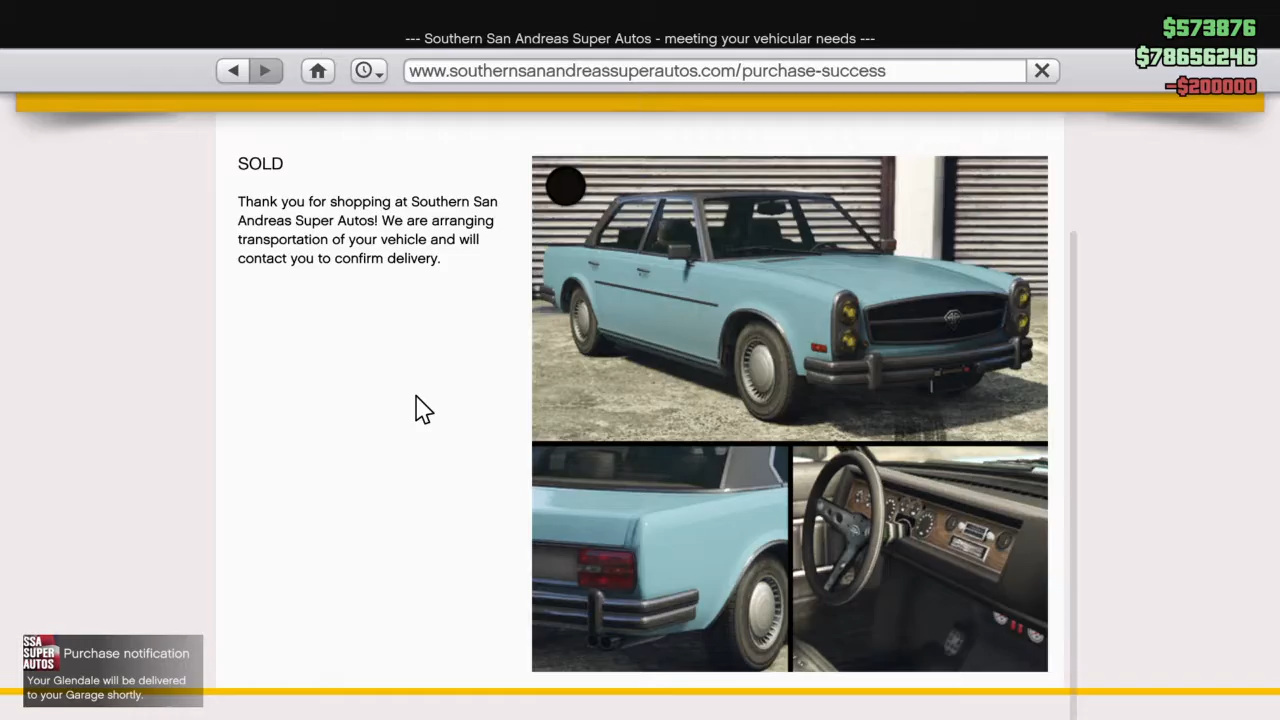 --- Southern San Andreas Super Autos - meeting your vehicular needs ---
$573876
$78656246
-$200000
www.southernsanandreassuperautos.com/purchase-success
SOLD
Thank you for shopping at Southern San
Andreas Super Autos! We are arranging
transportation of your vehicle and will
contact you to confirm delivery.
SSA
SUPER
AUTOS
Purchase notification
Your Glendale will be delivered
to your Garage shortly.